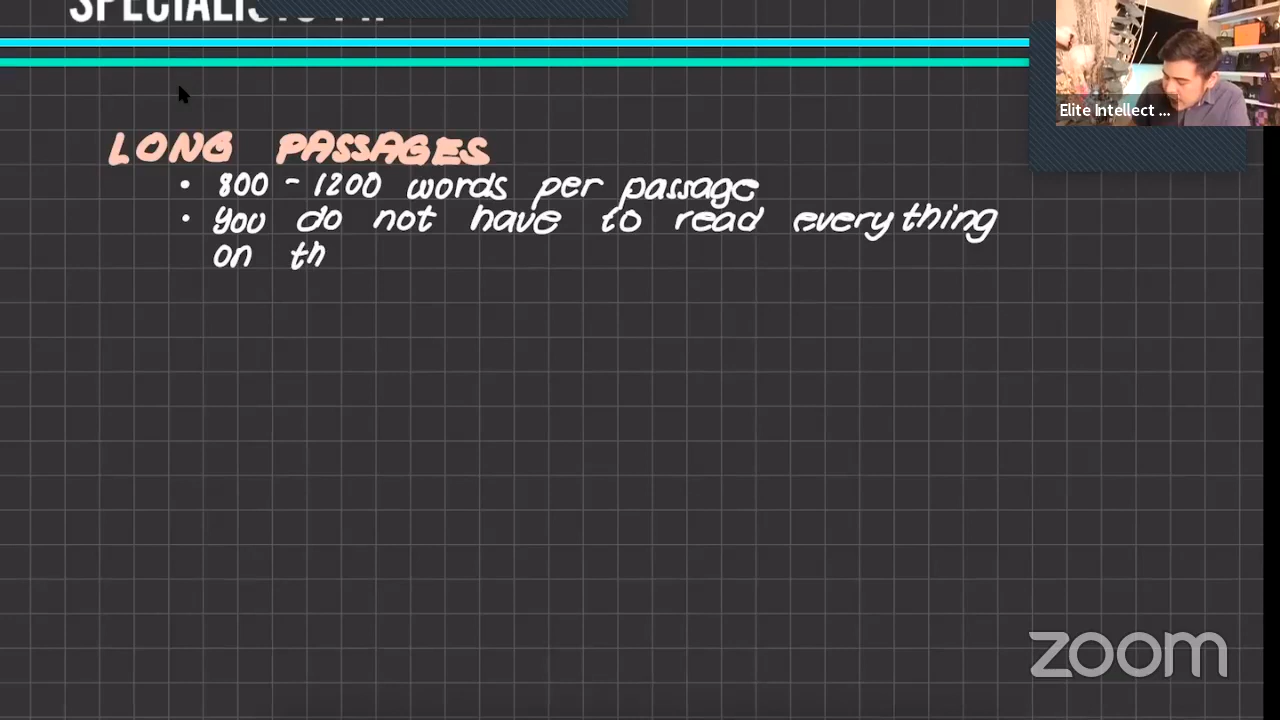 Elite Intellect ...
LONG PASSAGES
• 800 - 1200 words per passage
• you do not have to read everything
on th
zoom